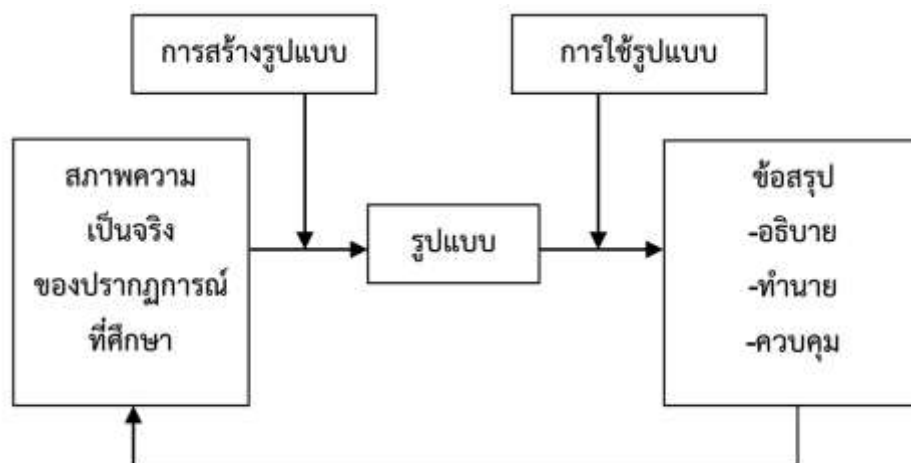 การสร้างรูปแบบ
การใช้รูปแบบ
สภาพความ
เป็นจริง
ของปรากฏการณ์
ที่ศึกษา
รูปแบบ
ข้อสรุป
-อธิบาย
-ทำนาย
-ควบคุม